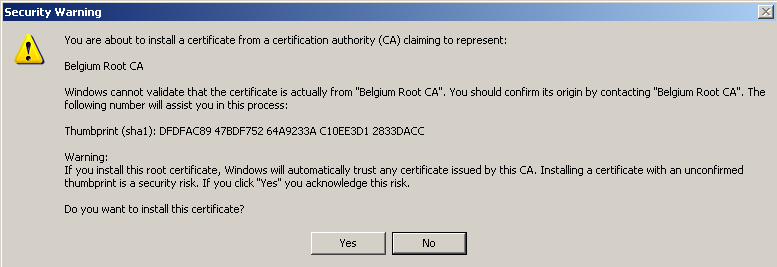 Security Warning
You are about to install a certificate from a certification authority (CA) claiming to represent:
Belgium Root CA
Windows cannot validate that the certificate is actually from "Belgium Root CA". You should confirm its origin by contacting "Belgium Root CA". The
following number will assist you in this process:
Thumbprint (sha1): DFDFAC89 47BDF752 64A9233A C10EE3D1 2833DACC
Warning:
If you install this root certificate, Windows will automatically trust any certificate issued by this CA. Installing a certificate with an unconfirmed
thumbprint is a security risk. If you click "Yes" you acknowledge this risk.
Do you want to install this certificate?
Yes
No